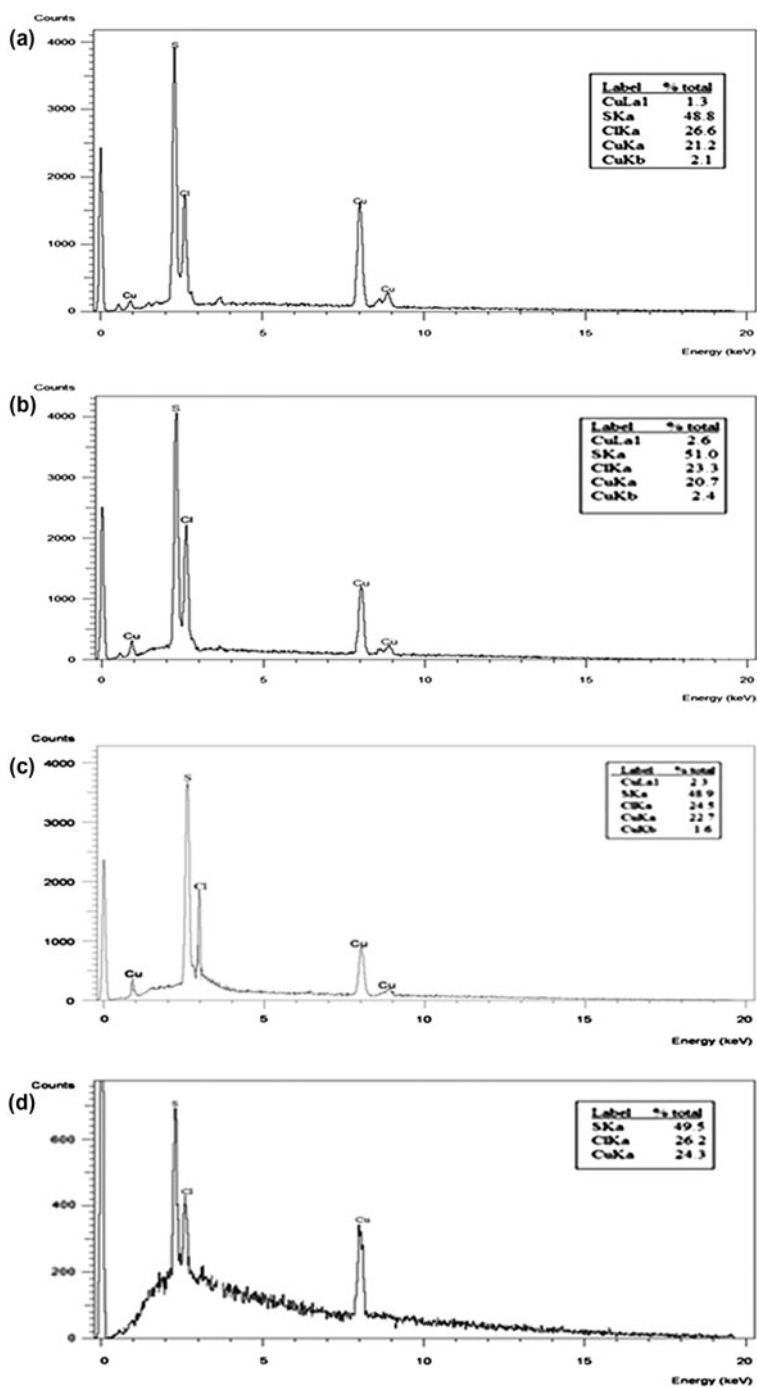 (a)
Counts
4000
3000
2000
1000
0
S
Cl
Cu
Cu
Cu
Label % total
CuLa1 1.3
SKa 48.8
ClKa 26.6
CuKa 21.2
CuKb 2.1
0 5 10 15 20
Energy (keV)
(b)
Counts
4000
3000
2000
1000
0
S
Cl
Cu
Cu
Cu
Label % total
CuLa1 2.6
SKa 51.0
ClKa 23.3
CuKa 20.7
CuKb 2.4
0 5 10 15 20
Energy (keV)
(c)
Counts
4000
3000
2000
1000
0
S
Cl
Cu
Cu
Cu
Label % total
CuLa1 2.3
SKa 48.9
ClKa 24.5
CuKa 22.7
CuKb 1.6
0 5 10 15 20
Energy (keV)
(d)
Counts
600
400
200
0
S
Cl
Cu
Label % total
SKa 49.5
ClKa 26.2
CuKa 24.3
0 5 10 15 20
Energy (keV)